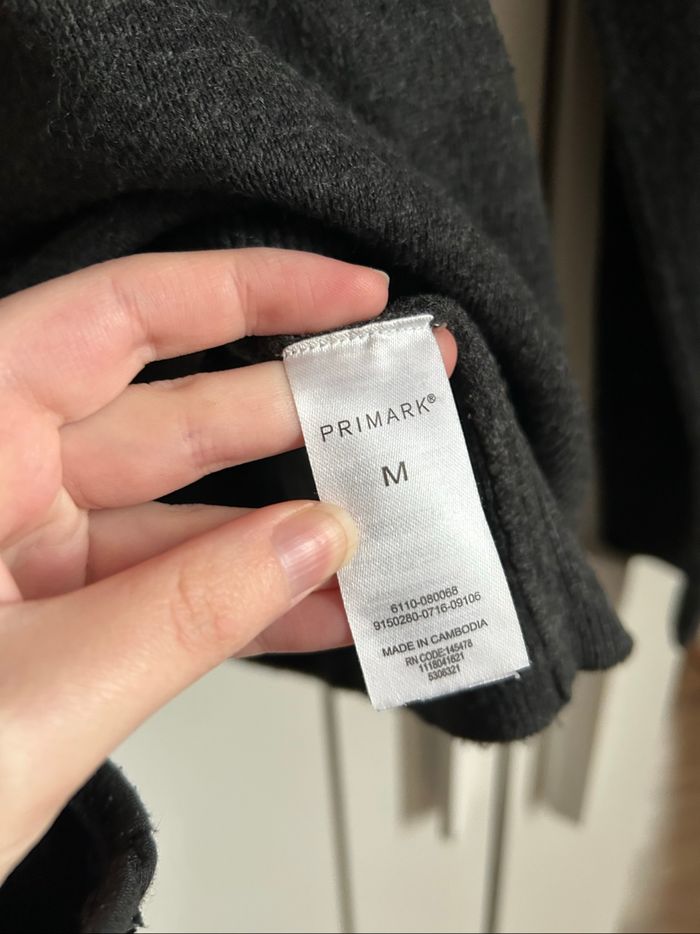 PRIMARK®
M
6110-080068
9150280-0716-09106
MADE IN CAMBODIA
RN CODE:145478
1118041621
5306321